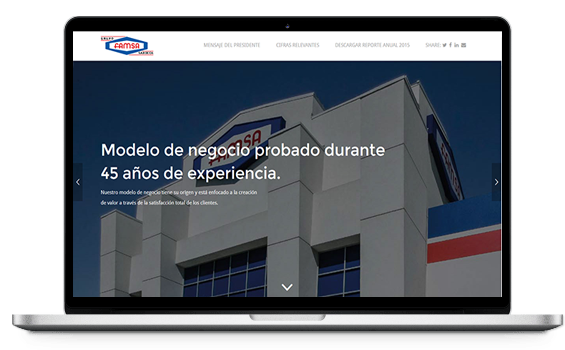 GRUPO
FAMSA
MENSAJE DEL PRESIDENTE
CIFRAS RELEVANTES
DESCARGAR REPORTE ANUAL 2015
SHARE:
FAMSA
Modelo de negocio probado durante
45 años de experiencia.
Nuestro modelo de negocio tiene su origen y está enfocado a la creación
de valor a través de la satisfacción total de los clientes.